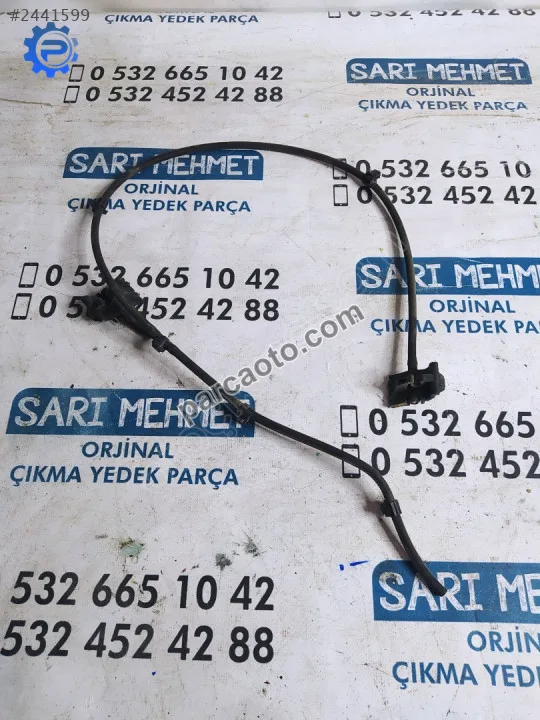 #2441599
0 532 665 10 42
0 532 452 42 88
SARI MEHMET
ORJİNAL
ÇIKMA YEDEK PARÇA
SARI MEHMET
ORJİNAL
ÇIKMA YEDEK PARÇA
0 532 665 10
0 532 452 42
0 532 665 10 42
0 532 452 42 88
SARI MEHMET
ORJİNAL
ÇIKMA YEDEK PARÇA
parcaoto.com
SARI MEHMET
ORJİNAL
ÇIKMA YEDEK PARÇA
0 532 665
0 532 452
532 665 10 42
532 452 42 88
SARI MEHME
ORJİNAL
ÇIKMA YEDEK PA